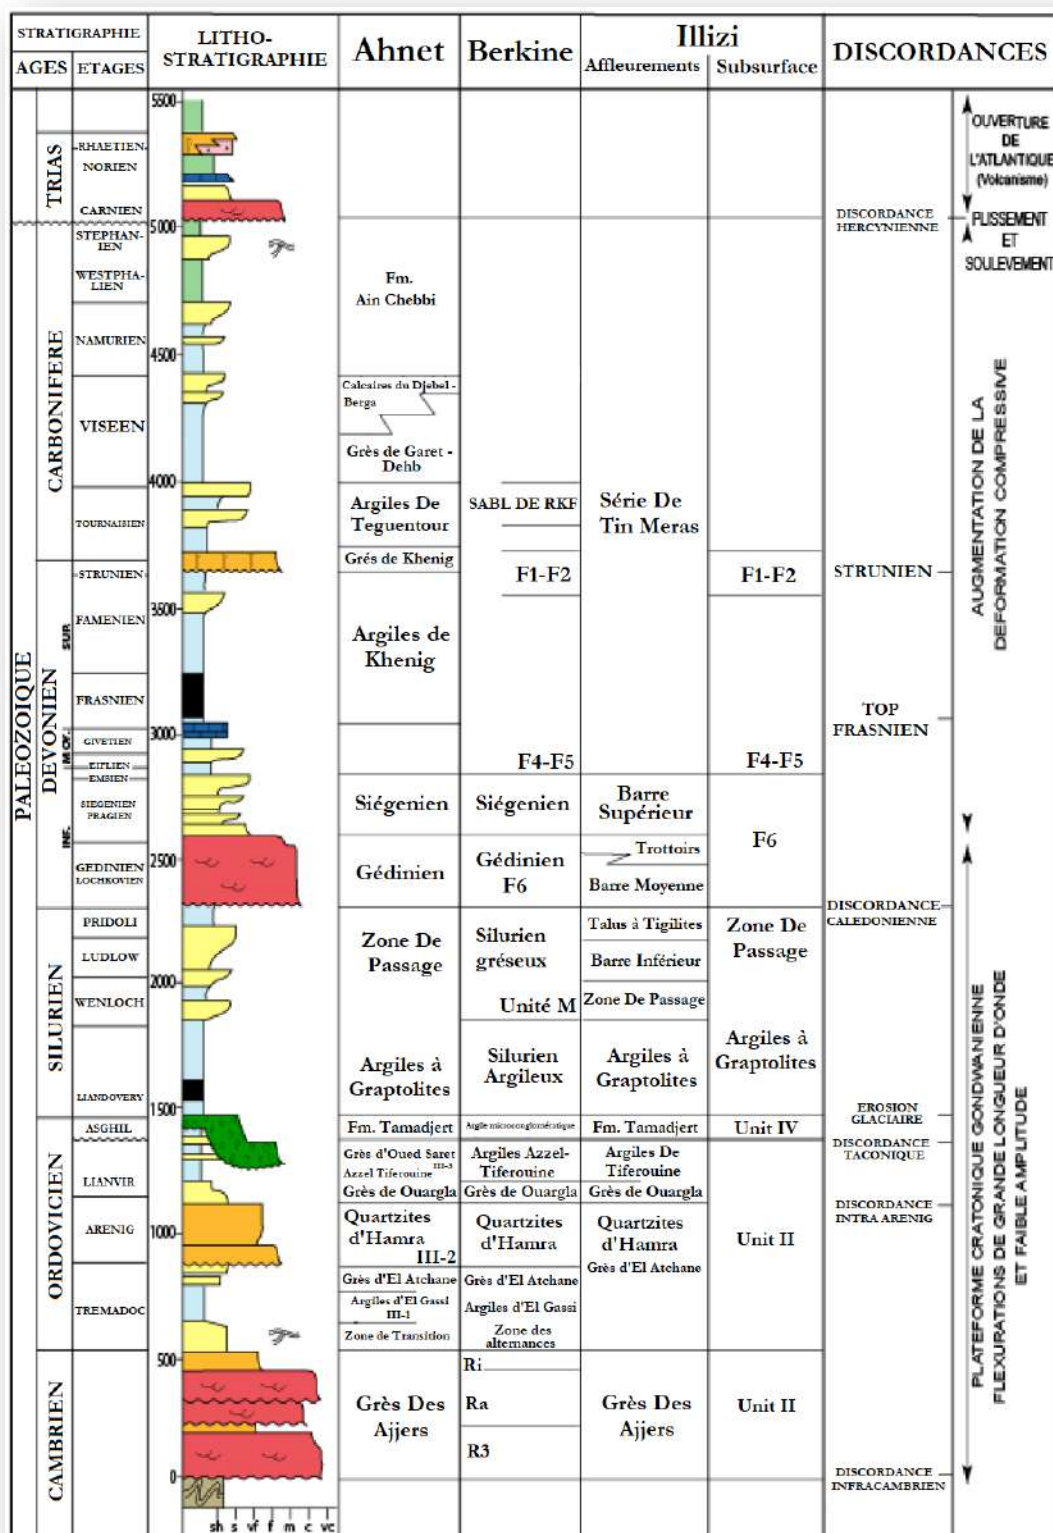 STRATIGRAPHIE
AGES
ETAGES
LITHO-
STRATIGRAPHIE
Ahnet
Berkine
Illizi
Affleurements
Subsurface
DISCORDANCES
PALEOZOIQUE
TRIAS
RHAETIEN
NORIEN
CARNIEN
CARBONIFERE
STEPHAN-
IEN
WESTPHA-
LIEN
NAMURIEN
VISEEN
TOURNAISIEN
DEVONIEN
SUP.
MOY.
INF.
STRUNIEN
FAMENIEN
FRASNIEN
GIVETIEN
EIFLIEN
EMSIEN
SIEGENIEN
PRAGIEN
GEDINIEN
LOCHKOVIEN
SILURIEN
PRIDOLI
LUDLOW
WENLOCH
LIANDOVERY
ORDOVICIEN
ASGHIL
LIANVIR
ARENIG
TREMADOC
CAMBRIEN
5500
5000
4500
4000
3500
3000
2500
2000
1500
1000
500
0
sh s vf f m c vc
Fm.
Ain Chebbi
Calcaires du Djebel -
Berga
Grès de Garet -
Dehb
Argiles De
Teguentour
Grés de Khenig
Argiles de
Khenig
Siégenien
Gédinien
Zone De
Passage
Argiles à
Graptolites
Fm. Tamadjert
Grès d'Oued Saret
Azzel Tiferouine III-3
Grès de Ouargla
Quartzites
d'Hamra
III-2
Grès d'El Atchane
Argiles d'El Gassi
III-1
Zone de Transition
Grès Des
Ajjers
SABL DE RKF
F1-F2
F4-F5
Siégenien
Gédinien
F6
Silurien
gréseux
Unité M
Silurien
Argileux
Argile microconglomératique
Argiles Azzel-
Tiferouine
Grès de Ouargla
Quartzites
d'Hamra
Grès d'El Atchane
Argiles d'El Gassi
Zone des
alternances
Ri
Ra
R3
Série De
Tin Meras
Barre
Supérieur
Trottoirs
Barre Moyenne
Talus à Tigilites
Barre Inférieur
Zone De Passage
Argiles à
Graptolites
Fm. Tamadjert
Argiles De
Tiferouine
Grès de Ouargla
Quartzites
d'Hamra
Grès d'El Atchane
Grès Des
Ajjers
F1-F2
F4-F5
F6
Zone De
Passage
Argiles à
Graptolites
Unit IV
Unit II
Unit II
DISCORDANCE
HERCYNIENNE
STRUNIEN
TOP
FRASNIEN
DISCORDANCE
CALEDONIENNE
EROSION
GLACIAIRE
DISCORDANCE
TACONIQUE
DISCORDANCE
INTRA ARENIG
DISCORDANCE
INFRACAMBRIEN
OUVERTURE
DE
L'ATLANTIQUE
(Volcanisme)
PLISSEMENT
ET
SOULEVEMENT
AUGMENTATION DE LA
DEFORMATION COMPRESSIVE
PLATEFORME CRATONIQUE GONDWANIENNE
FLEXURATIONS DE GRANDE LONGUEUR D'ONDE
ET FAIBLE AMPLITUDE